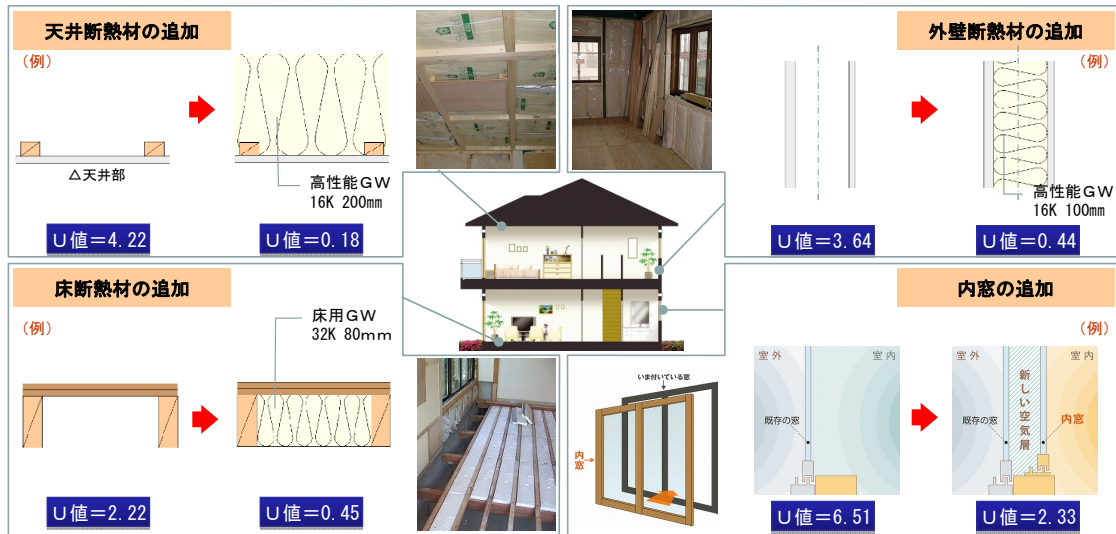 天井断熱材の追加
(例)
△天井部
高性能GW
16K 200mm
U値=4.22
U値=0.18
外壁断熱材の追加
(例)
高性能GW
16K 100mm
U値=3.64
U値=0.44
床断熱材の追加
(例)
床用GW
32K 80mm
U値=2.22
U値=0.45
内窓の追加
(例)
いま付いている窓
内窓
室外
室内
既存の窓
室外
室内
新しい空気層
既存の窓
内窓
U値=6.51
U値=2.33